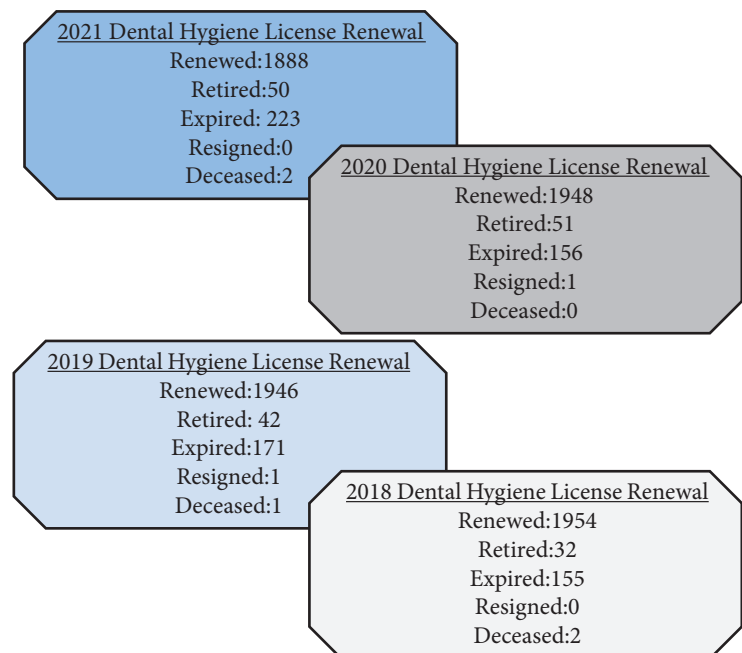 2021 Dental Hygiene License Renewal
Renewed:1888
Retired:50
Expired: 223
Resigned:0
Deceased:2
2020 Dental Hygiene License Renewal
Renewed:1948
Retired:51
Expired:156
Resigned:1
Deceased:0
2019 Dental Hygiene License Renewal
Renewed:1946
Retired: 42
Expired:171
Resigned:1
Deceased:1
2018 Dental Hygiene License Renewal
Renewed:1954
Retired:32
Expired:155
Resigned:0
Deceased:2